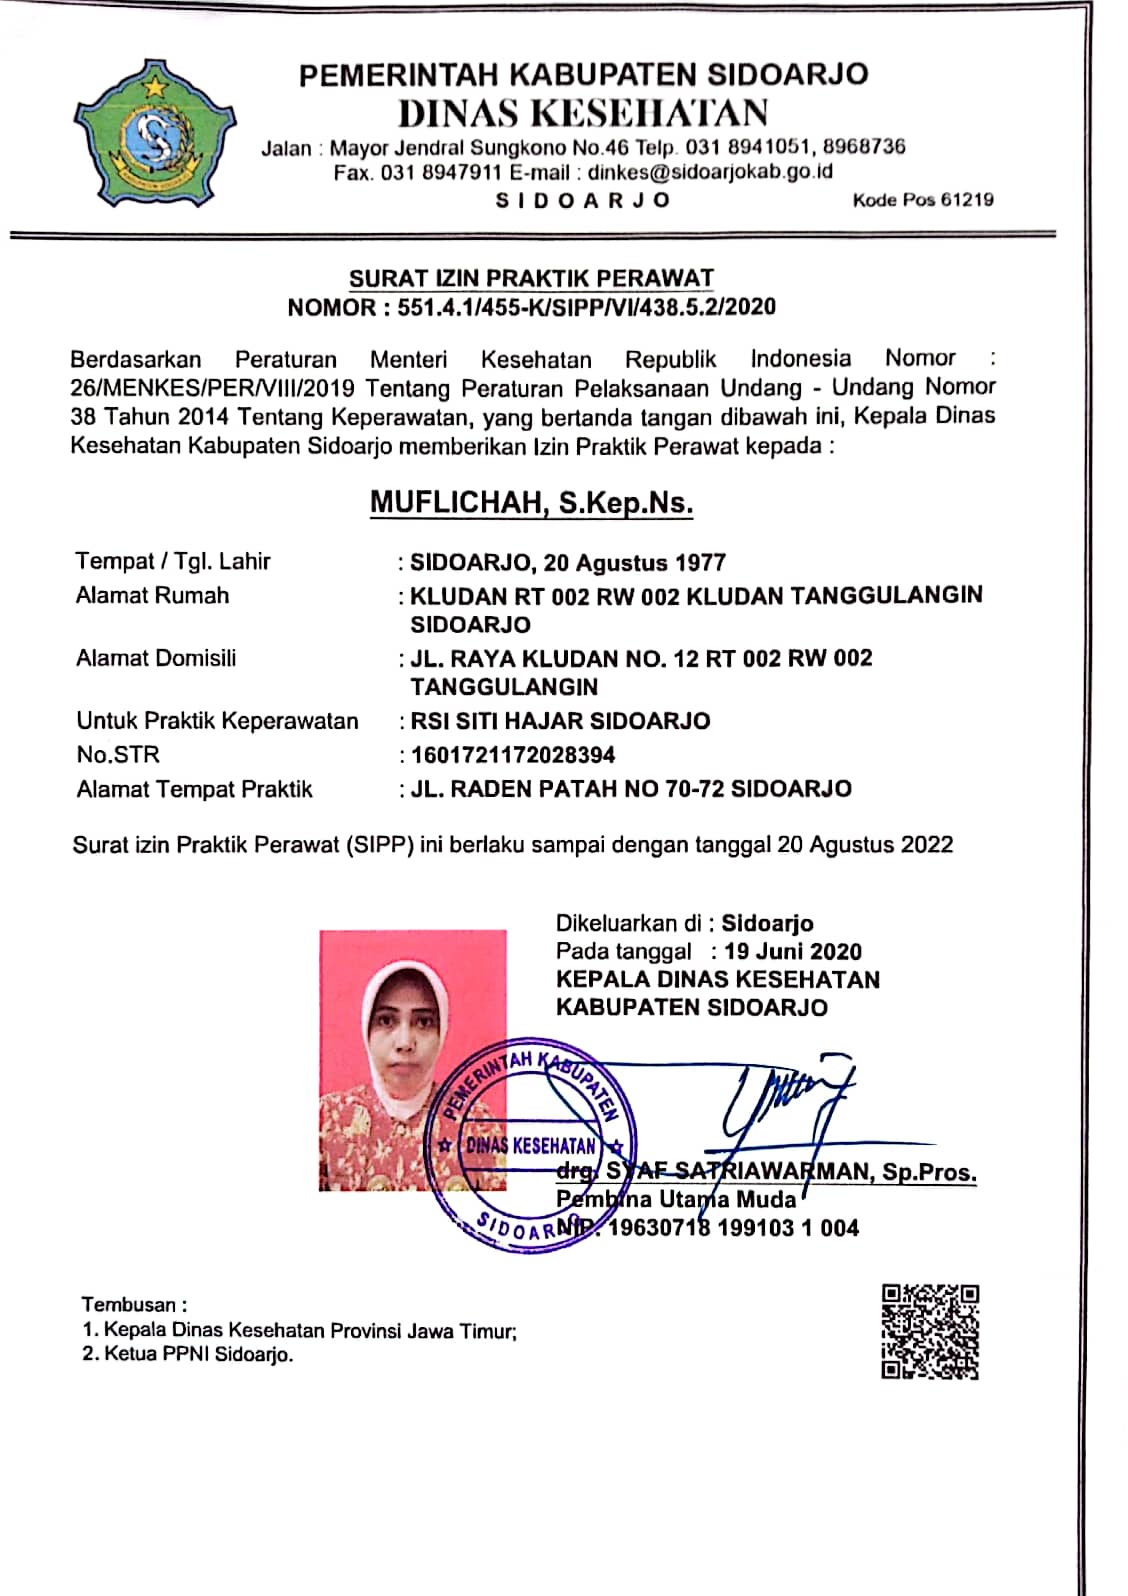 PEMERINTAH KABUPATEN SIDOARJO
DINAS KESEHATAN
Jalan : Mayor Jendral Sungkono No.46 Telp. 031 8941051, 8968736
Fax. 031 8947911 E-mail : dinkes@sidoarjokab.go.id
S I D O A R J O Kode Pos 61219
SURAT IZIN PRAKTIK PERAWAT
NOMOR : 551.4.1/455-K/SIPP/VI/438.5.2/2020
Berdasarkan Peraturan Menteri Kesehatan Republik Indonesia Nomor :
26/MENKES/PER/VIII/2019 Tentang Peraturan Pelaksanaan Undang - Undang Nomor
38 Tahun 2014 Tentang Keperawatan, yang bertanda tangan dibawah ini, Kepala Dinas
Kesehatan Kabupaten Sidoarjo memberikan Izin Praktik Perawat kepada :
MUFLICHAH, S.Kep.Ns.
Tempat / Tgl. Lahir : SIDOARJO, 20 Agustus 1977
Alamat Rumah : KLUDAN RT 002 RW 002 KLUDAN TANGGULANGIN
SIDOARJO
Alamat Domisili : JL. RAYA KLUDAN NO. 12 RT 002 RW 002
TANGGULANGIN
Untuk Praktik Keperawatan : RSI SITI HAJAR SIDOARJO
No.STR : 1601721172028394
Alamat Tempat Praktik : JL. RADEN PATAH NO 70-72 SIDOARJO
Surat izin Praktik Perawat (SIPP) ini berlaku sampai dengan tanggal 20 Agustus 2022
Dikeluarkan di : Sidoarjo
Pada tanggal : 19 Juni 2020
KEPALA DINAS KESEHATAN
KABUPATEN SIDOARJO
PEMERINTAH KABUPATEN
DINAS KESEHATAN
SIDOARJO
drg. SYAF SATRIAWARMAN, Sp.Pros.
Pembina Utama Muda
NIP. 19630718 199103 1 004
Tembusan :
1. Kepala Dinas Kesehatan Provinsi Jawa Timur;
2. Ketua PPNI Sidoarjo.